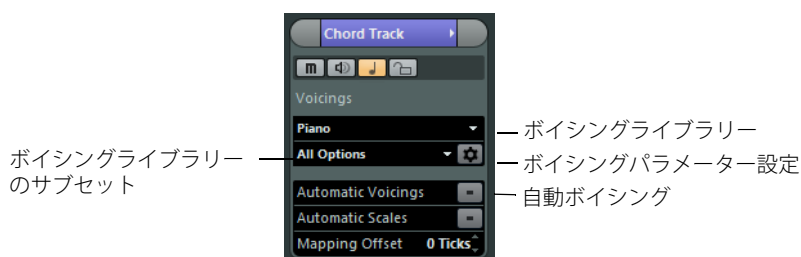 Chord Track
m
Voicings
Piano
ボイシングライブラリー
All Options
ボイシングパラメーター設定
ボイシングライブラリー
のサブセット
Automatic Voicings
自動ボイシング
Automatic Scales
Mapping Offset 0 Ticks